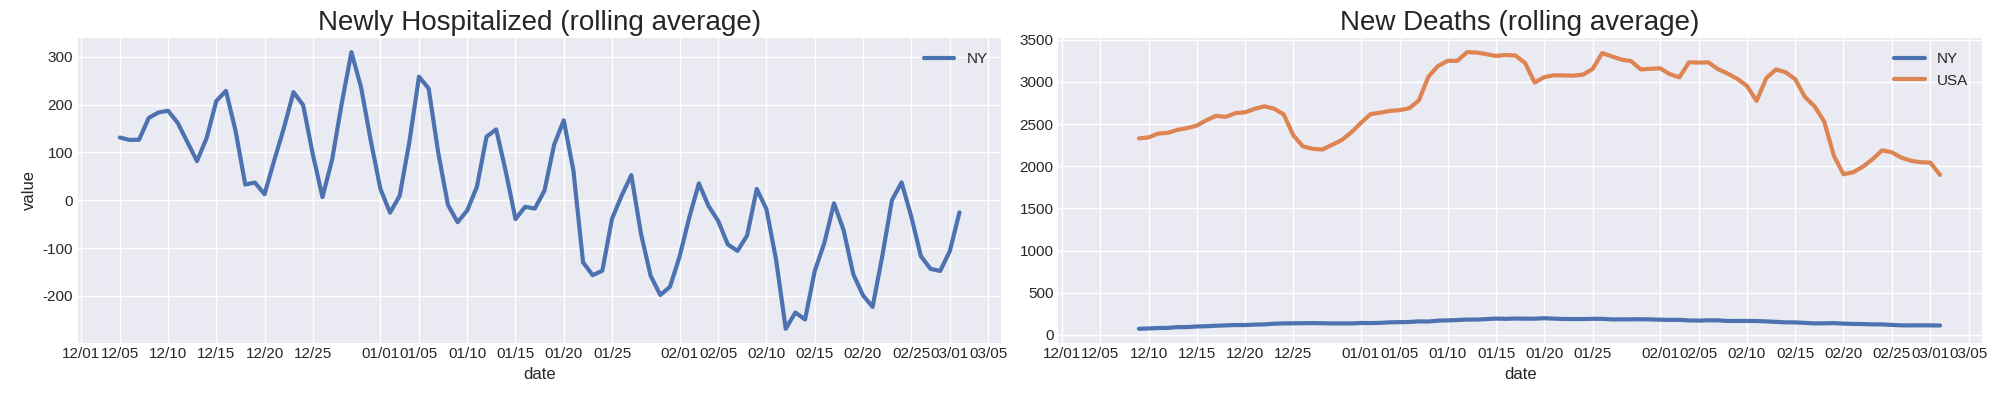 Newly Hospitalized (rolling average)
NY
300
200
100
0
-100
-200
value
12/01 12/05 12/10 12/15 12/20 12/25 01/01 01/05 01/10 01/15 01/20 01/25 02/01 02/05 02/10 02/15 02/20 02/25 03/01 03/05
date
New Deaths (rolling average)
NY
USA
3500
3000
2500
2000
1500
1000
500
0
12/01 12/05 12/10 12/15 12/20 12/25 01/01 01/05 01/10 01/15 01/20 01/25 02/01 02/05 02/10 02/15 02/20 02/25 03/01 03/05
date